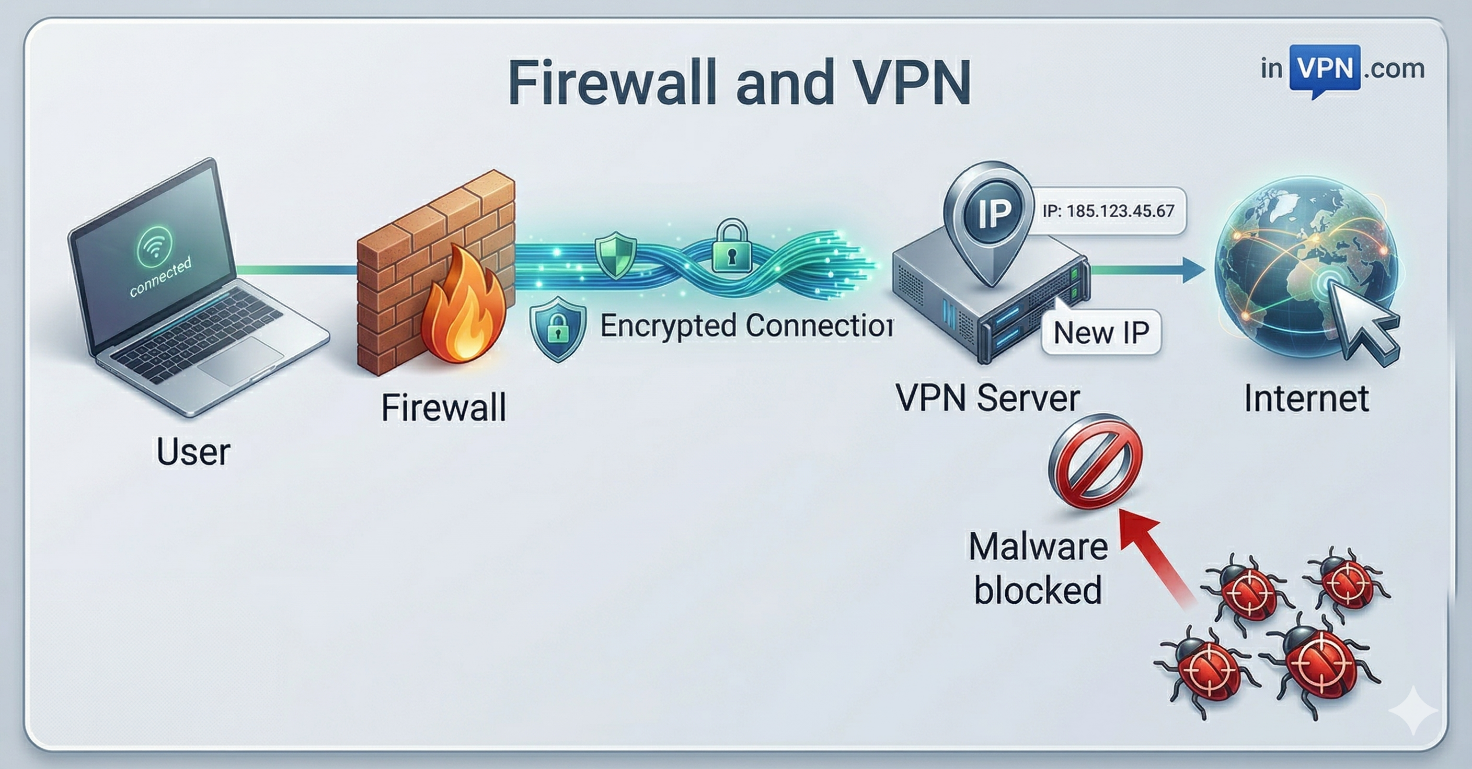 Firewall and VPN
in VPN .com
connected
IP
IP: 185.123.45.67
Encrypted Connection
New IP
Firewall
VPN Server
Internet
User
Malware
blocked